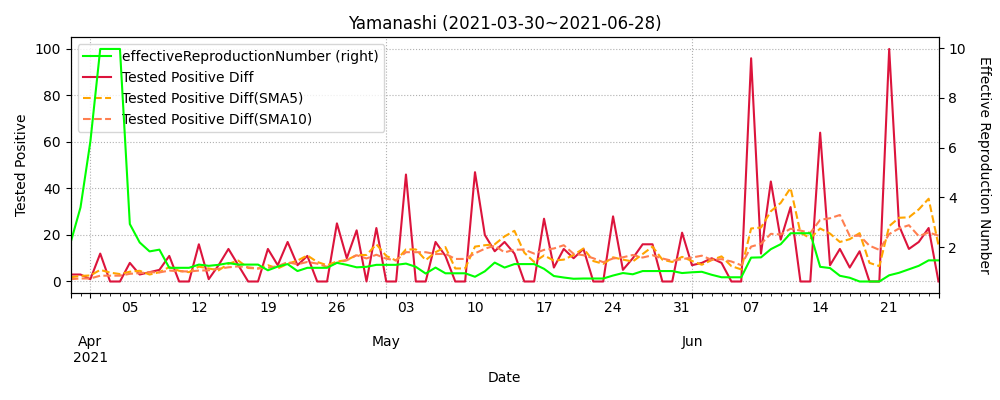 Yamanashi (2021-03-30~2021-06-28)
effectiveReproductionNumber (right)
Tested Positive Diff
Tested Positive Diff(SMA5)
Tested Positive Diff(SMA10)
Tested Positive
100
80
60
40
20
0
Effective Reproduction Number
10
8
6
4
2
05 12 19 26 03 10 17 24 31 07 14 21
Apr May Jun
2021
Date